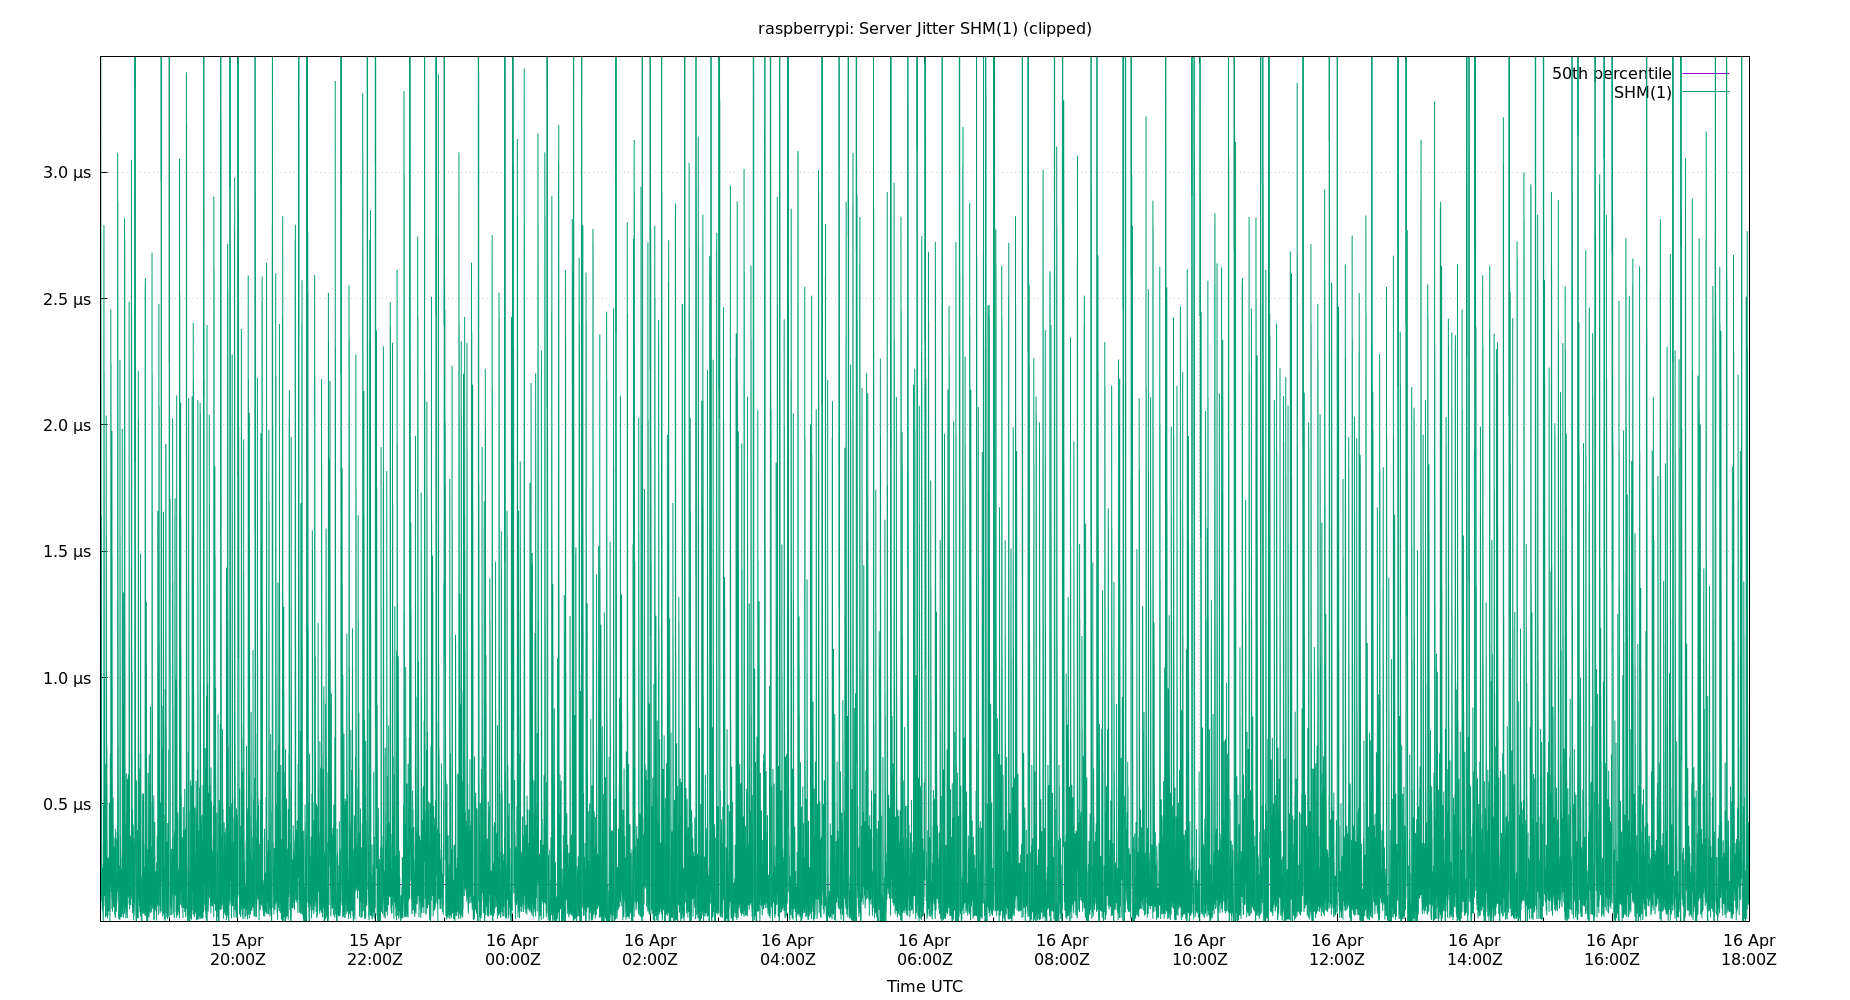 raspberrypi: Server Jitter SHM(1) (clipped)
50th percentile
SHM(1)
3.0 µs
2.5 µs
2.0 µs
1.5 µs
1.0 µs
0.5 µs
15 Apr 15 Apr 16 Apr 16 Apr 16 Apr 16 Apr 16 Apr 16 Apr 16 Apr 16 Apr 16 Apr 16 Apr
20:00Z 22:00Z 00:00Z 02:00Z 04:00Z 06:00Z 08:00Z 10:00Z 12:00Z 14:00Z 16:00Z 18:00Z
Time UTC